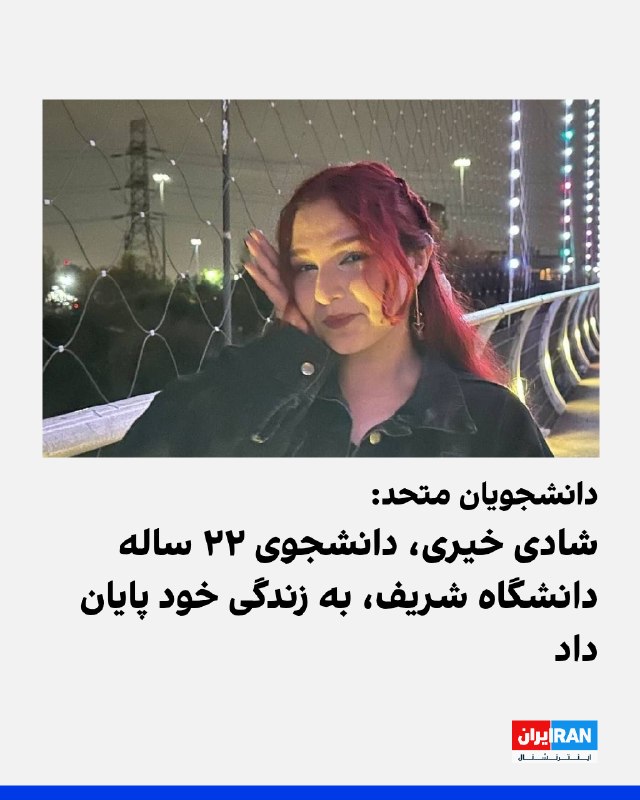 دانشجویان متحد:
شادی خیری، دانشجوی ۲۲ ساله
دانشگاه شریف، به زندگی خود پایان
داد
ایران IRAN
اینترنشنال